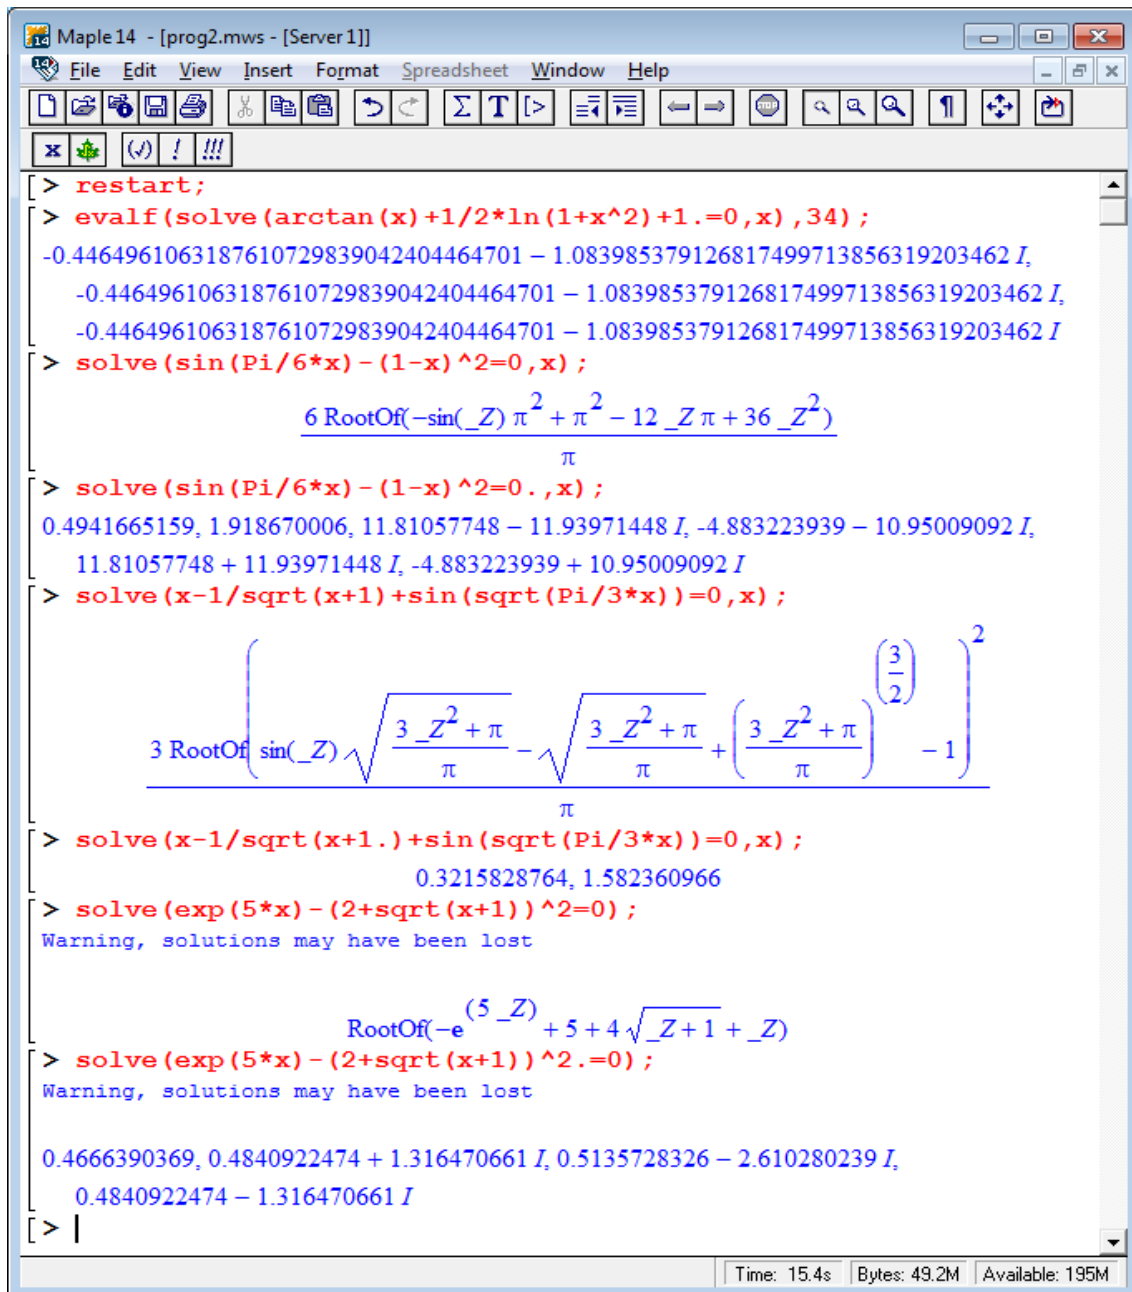 Maple 14 - [prog2.mws - [Server 1]]
File Edit View Insert Format Spreadsheet Window Help
Σ T [> STOP ¶
x (√) ! !!!
[> restart;
[> evalf(solve(arctan(x)+1/2*ln(1+x^2)+1.=0,x),34);
-0.4464961063187610729839042404464701 − 1.083985379126817499713856319203462 I,
-0.4464961063187610729839042404464701 − 1.083985379126817499713856319203462 I,
-0.4464961063187610729839042404464701 − 1.083985379126817499713856319203462 I
[> solve(sin(Pi/6*x)-(1-x)^2=0,x);
6 RootOf(−sin(_Z) π^2 + π^2 − 12 _Z π + 36 _Z^2)
π
[> solve(sin(Pi/6*x)-(1-x)^2=0.,x);
0.4941665159, 1.918670006, 11.81057748 − 11.93971448 I, -4.883223939 − 10.95009092 I,
11.81057748 + 11.93971448 I, -4.883223939 + 10.95009092 I
[> solve(x-1/sqrt(x+1)+sin(sqrt(Pi/3*x))=0,x);
3 RootOf(sin(_Z) √((3 _Z^2 + π)/π) − √((3 _Z^2 + π)/π) + ((3 _Z^2 + π)/π)^(3/2) − 1)^2
π
[> solve(x-1/sqrt(x+1.)+sin(sqrt(Pi/3*x))=0,x);
0.3215828764, 1.582360966
[> solve(exp(5*x)-(2+sqrt(x+1))^2=0);
Warning, solutions may have been lost
RootOf(−e^(5 _Z) + 5 + 4 √(_Z + 1) + _Z)
[> solve(exp(5*x)-(2+sqrt(x+1))^2.=0);
Warning, solutions may have been lost
0.4666390369, 0.4840922474 + 1.316470661 I, 0.5135728326 − 2.610280239 I,
0.4840922474 − 1.316470661 I
[>
Time: 15.4s Bytes: 49.2M Available: 195M